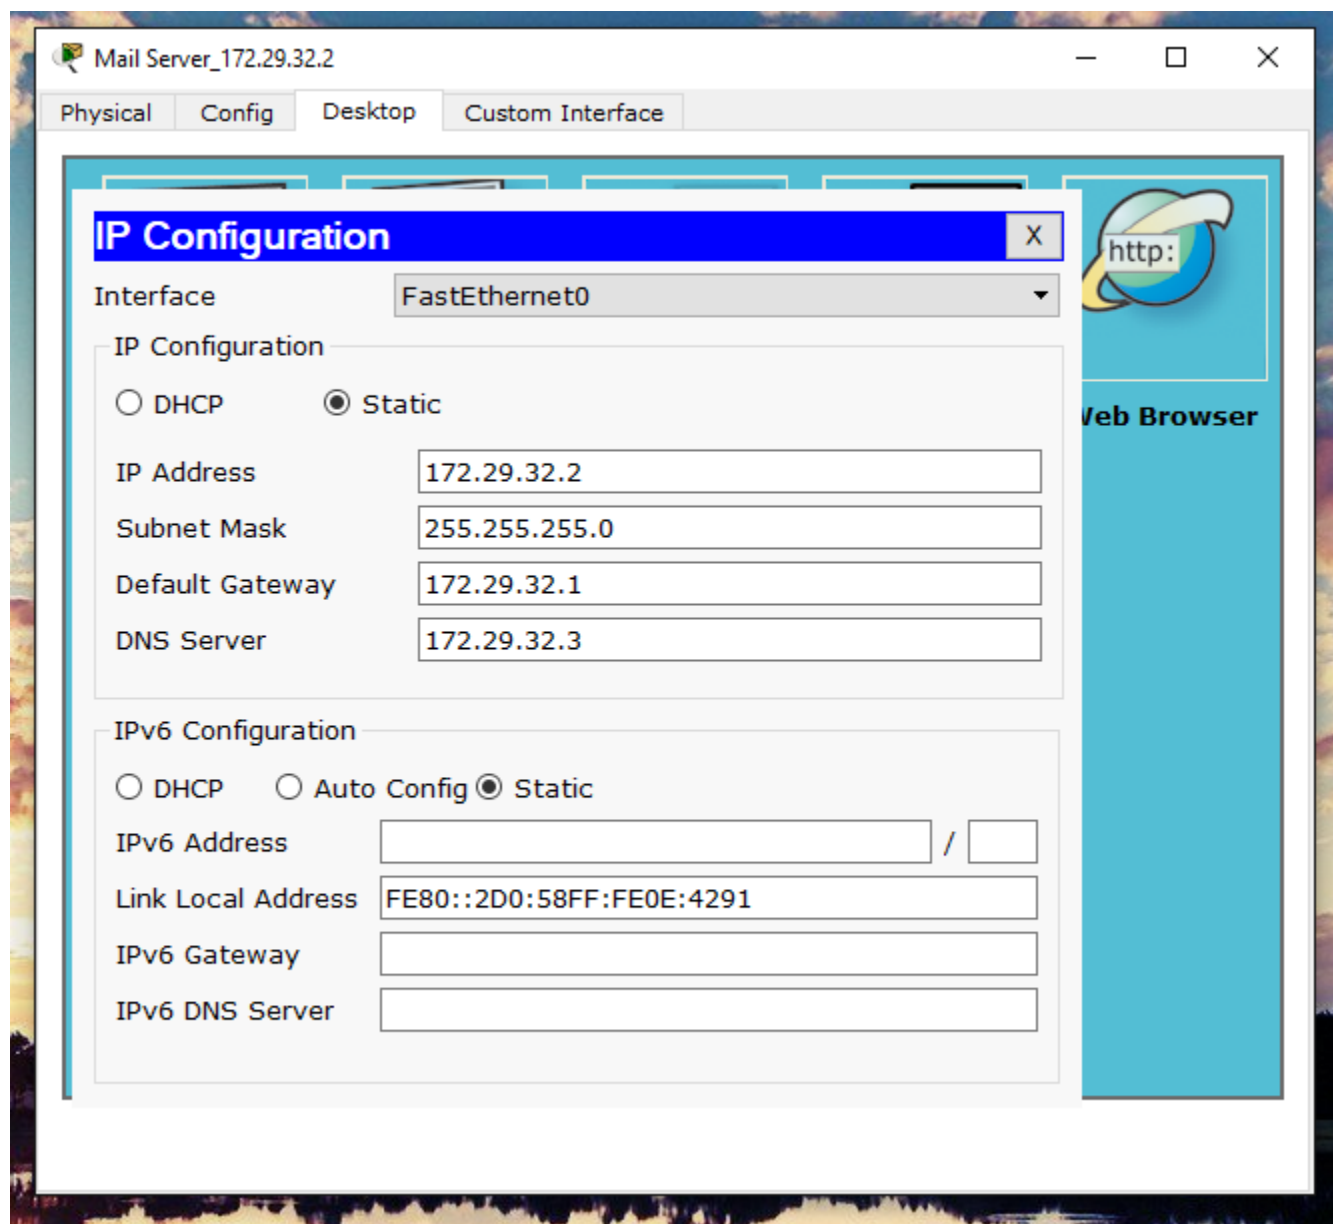 Mail Server_172.29.32.2
Physical Config Desktop Custom Interface
IP Configuration X
http:
Interface FastEthernet0
IP Configuration
DHCP Static
Web Browser
IP Address 172.29.32.2
Subnet Mask 255.255.255.0
Default Gateway 172.29.32.1
DNS Server 172.29.32.3
IPv6 Configuration
DHCP Auto Config Static
IPv6 Address /
Link Local Address FE80::2D0:58FF:FE0E:4291
IPv6 Gateway
IPv6 DNS Server